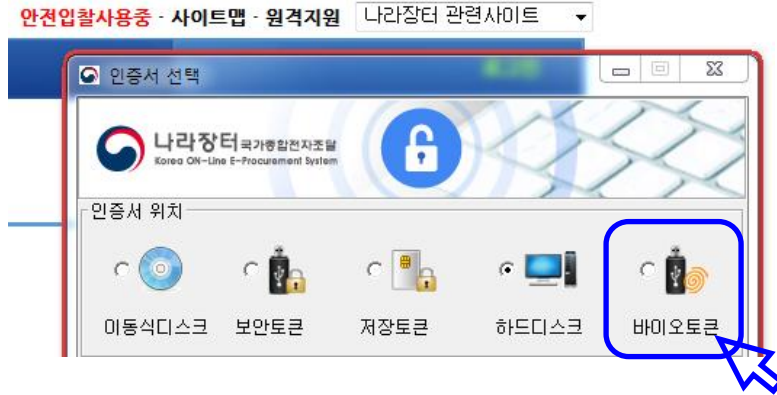 안전입찰사용중 - 사이트맵 - 원격지원 나라장터 관련사이트
인증서 선택
나라장터 국가종합전자조달
Korea ON-Line E-Procurement System
인증서 위치
이동식디스크 보안토큰 저장토큰 하드디스크 바이오토큰